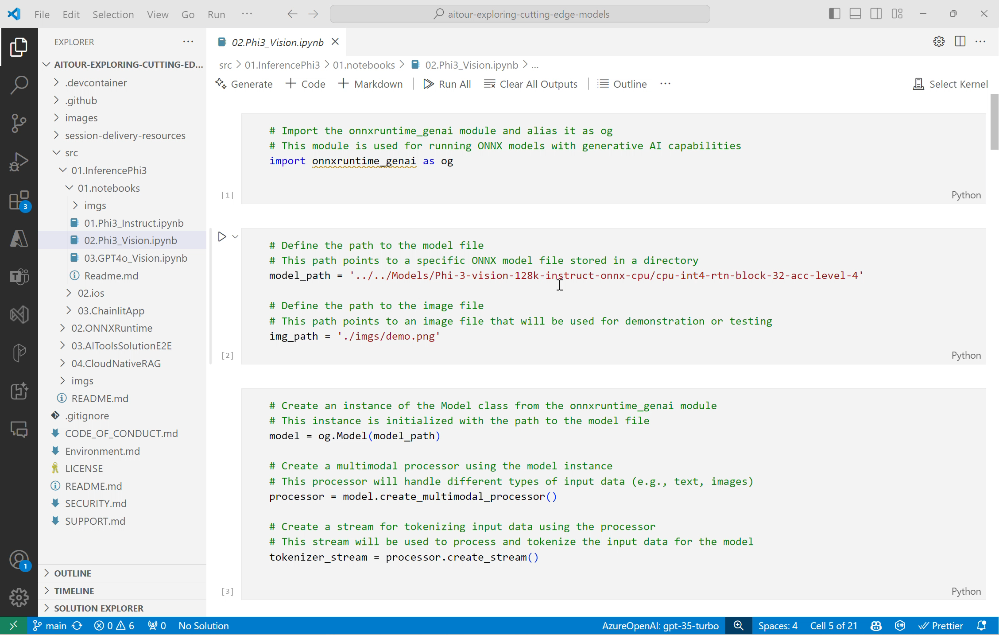 File Edit Selection View Go Run ···
aitour-exploring-cutting-edge-models
EXPLORER ···
AITOUR-EXPLORING-CUTTING-ED...
.devcontainer
.github
images
session-delivery-resources
src
01.InferencePhi3
01.notebooks
imgs
01.Phi3_Instruct.ipynb
02.Phi3_Vision.ipynb
03.GPT4o_Vision.ipynb
Readme.md
02.ios
03.ChainlitApp
02.ONNXRuntime
03.AIToolsSolutionE2E
04.CloudNativeRAG
imgs
README.md
.gitignore
CODE_OF_CONDUCT.md
Environment.md
LICENSE
README.md
SECURITY.md
SUPPORT.md
OUTLINE
TIMELINE
SOLUTION EXPLORER
3
1
02.Phi3_Vision.ipynb
src > 01.InferencePhi3 > 01.notebooks > 02.Phi3_Vision.ipynb > ...
Generate + Code + Markdown Run All Clear All Outputs Outline ··· Select Kernel
# Import the onnxruntime_genai module and alias it as og
# This module is used for running ONNX models with generative AI capabilities
import onnxruntime_genai as og
[1] Python
# Define the path to the model file
# This path points to a specific ONNX model file stored in a directory
model_path = '../../Models/Phi-3-vision-128k-instruct-onnx-cpu/cpu-int4-rtn-block-32-acc-level-4'
# Define the path to the image file
# This path points to an image file that will be used for demonstration or testing
img_path = './imgs/demo.png'
[2] Python
# Create an instance of the Model class from the onnxruntime_genai module
# This instance is initialized with the path to the model file
model = og.Model(model_path)
# Create a multimodal processor using the model instance
# This processor will handle different types of input data (e.g., text, images)
processor = model.create_multimodal_processor()
# Create a stream for tokenizing input data using the processor
# This stream will be used to process and tokenize the input data for the model
tokenizer_stream = processor.create_stream()
[3] Python
main 0 6 0 No Solution AzureOpenAI: gpt-35-turbo Spaces: 4 Cell 5 of 21 Prettier